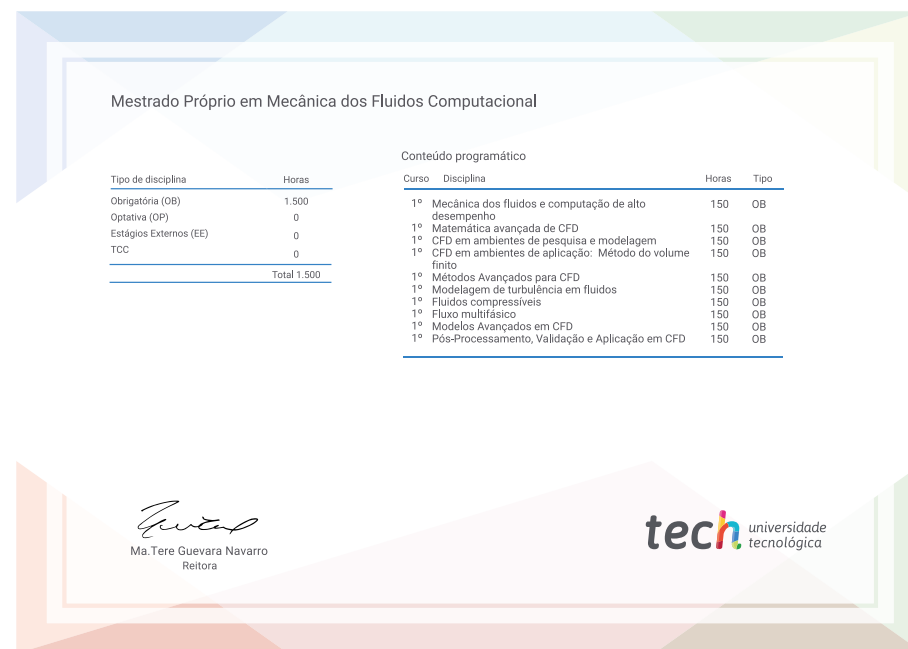 Mestrado Próprio em Mecânica dos Fluidos Computacional
Tipo de disciplina Horas
Obrigatória (OB) 1.500
Optativa (OP) 0
Estágios Externos (EE) 0
TCC 0
Total 1.500
Conteúdo programático
Curso Disciplina Horas Tipo
1º Mecânica dos fluidos e computação de alto 150 OB
desempenho
1º Matemática avançada de CFD 150 OB
1º CFD em ambientes de pesquisa e modelagem 150 OB
1º CFD em ambientes de aplicação: Método do volume 150 OB
finito
1º Métodos Avançados para CFD 150 OB
1º Modelagem de turbulência em fluidos 150 OB
1º Fluidos compressíveis 150 OB
1º Fluxo multifásico 150 OB
1º Modelos Avançados em CFD 150 OB
1º Pós-Processamento, Validação e Aplicação em CFD 150 OB
Ma.Tere Guevara Navarro
Reitora
tech universidade
tecnológica